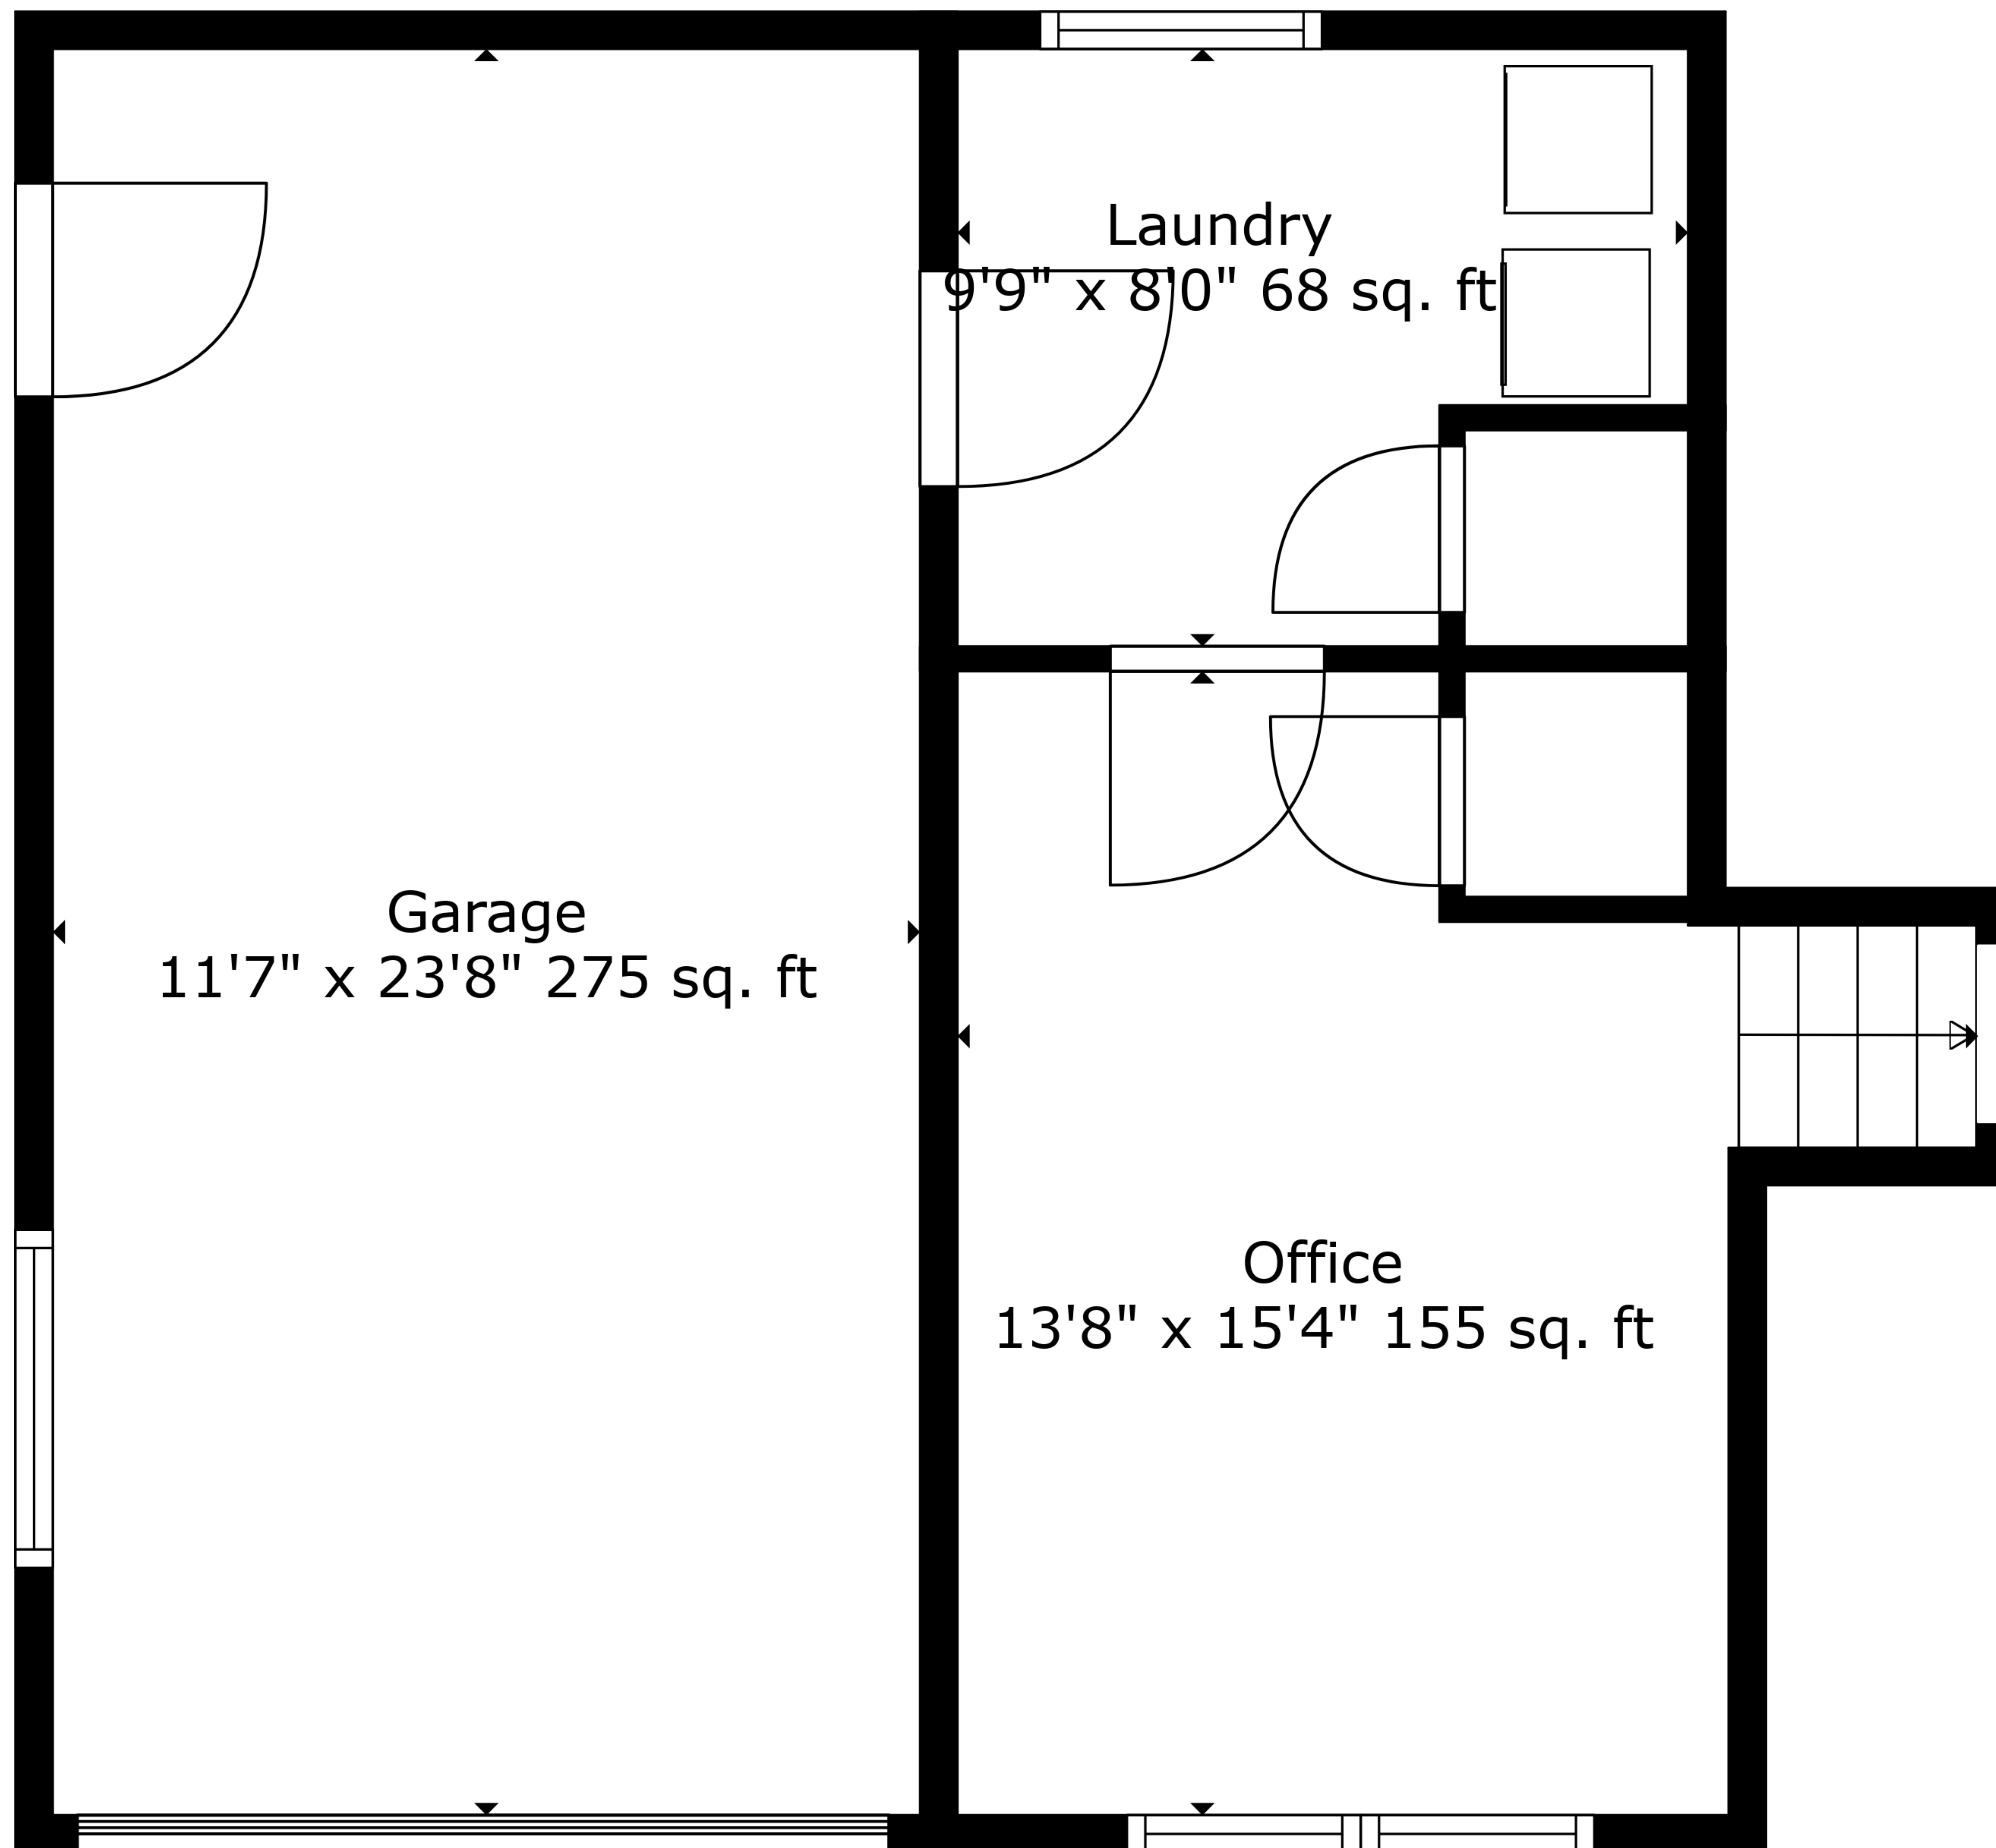 Laundry
9'9" x 8'0" 68 sq. ft
Garage
11'7" x 23'8" 275 sq. ft
Office
13'8" x 15'4" 155 sq. ft